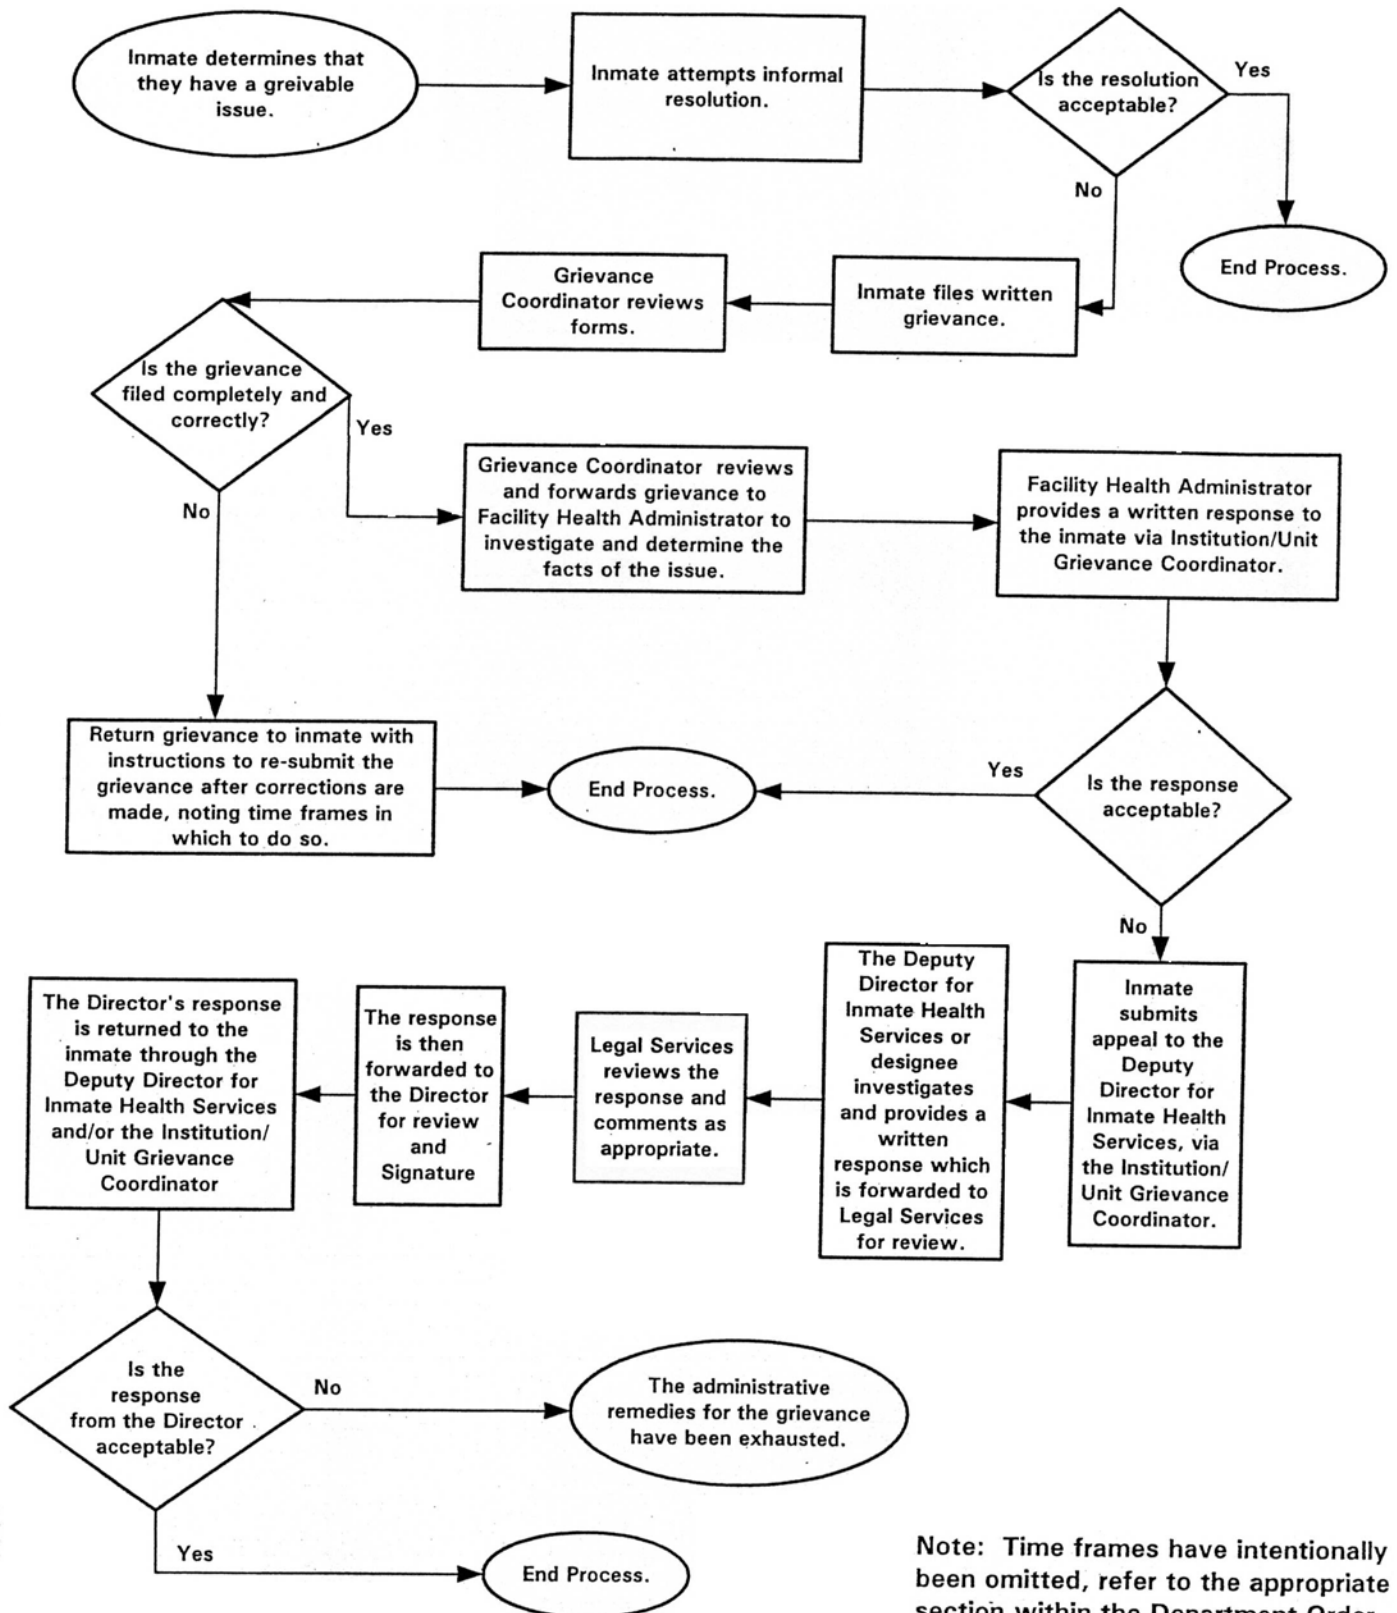 Inmate determines that
they have a greivable
issue.
Inmate attempts informal
resolution.
Is the resolution
acceptable?
Yes
No
End Process.
Inmate files written
grievance.
Grievance
Coordinator reviews
forms.
Is the grievance
filed completely and
correctly?
Yes
No
Grievance Coordinator reviews
and forwards grievance to
Facility Health Administrator to
investigate and determine the
facts of the issue.
Facility Health Administrator
provides a written response to
the inmate via Institution/Unit
Grievance Coordinator.
Return grievance to inmate with
instructions to re-submit the
grievance after corrections are
made, noting time frames in
which to do so.
End Process.
Yes
Is the response
acceptable?
No
Inmate
submits
appeal to the
Deputy
Director for
Inmate Health
Services, via
the Institution/
Unit Grievance
Coordinator.
The Deputy
Director for
Inmate Health
Services or
designee
investigates
and provides a
written
response which
is forwarded to
Legal Services
for review.
Legal Services
reviews the
response and
comments as
appropriate.
The response
is then
forwarded to
the Director
for review
and
Signature
The Director's response
is returned to the
inmate through the
Deputy Director for
Inmate Health Services
and/or the Institution/
Unit Grievance
Coordinator
Is the
response
from the Director
acceptable?
No
The administrative
remedies for the grievance
have been exhausted.
Yes
End Process.
Note: Time frames have intentionally
been omitted, refer to the appropriate
section within the Department Order